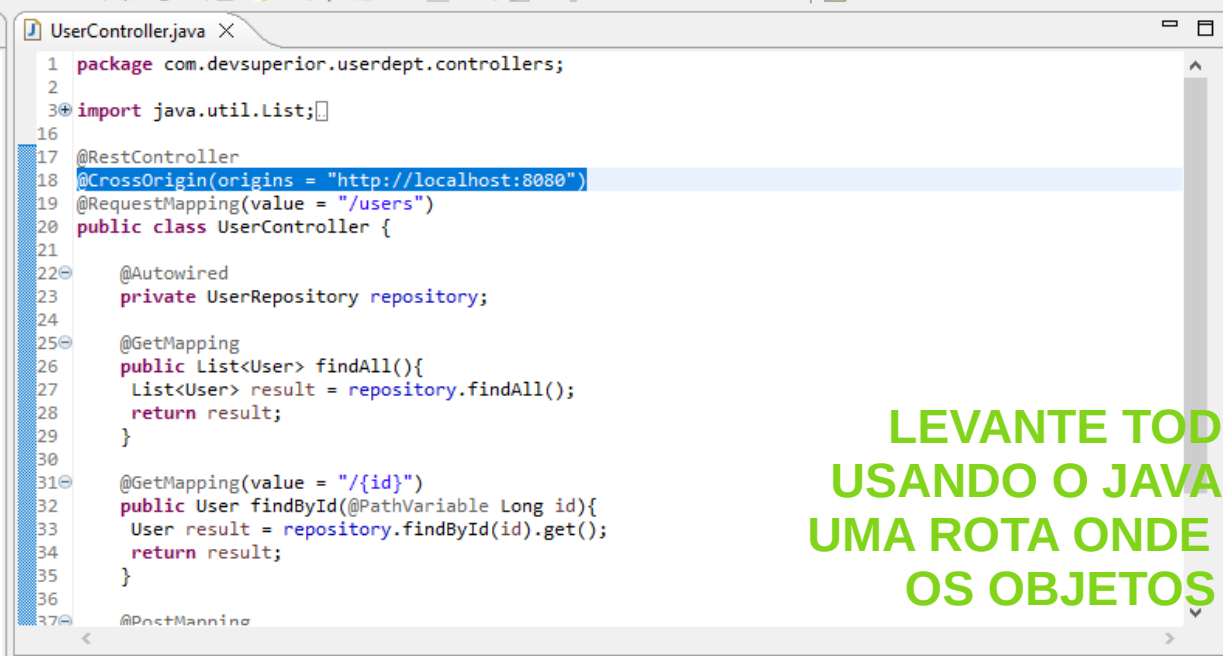 UserController.java
1 package com.devsuperior.userdept.controllers;
2
3 import java.util.List;
16
17 @RestController
18 @CrossOrigin(origins = "http://localhost:8080")
19 @RequestMapping(value = "/users")
20 public class UserController {
21
22 @Autowired
23 private UserRepository repository;
24
25 @GetMapping
26 public List<User> findAll(){
27 List<User> result = repository.findAll();
28 return result;
29 }
30
31 @GetMapping(value = "/{id}")
32 public User findById(@PathVariable Long id){
33 User result = repository.findById(id).get();
34 return result;
35 }
36
37 @PostMapping
LEVANTE TOD
USANDO O JAVA
UMA ROTA ONDE
OS OBJETOS